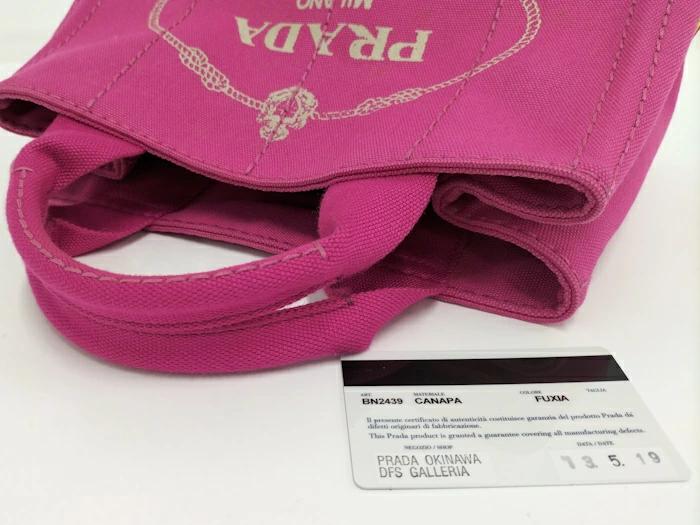 PRADA
MILANO
ART. MATERIALE COLORE TAGLIA
BN2439 CANAPA FUXIA
Il presente certificato di autenticità costituisce garanzia del prodotto Prada da
difetti originari di fabbricazione.
This Prada product is granted a guarantee covering all manufacturing defects.
NEGOZIO / SHOP DATA / DATE
PRADA OKINAWA
DFS GALLERIA
13. 5. 19